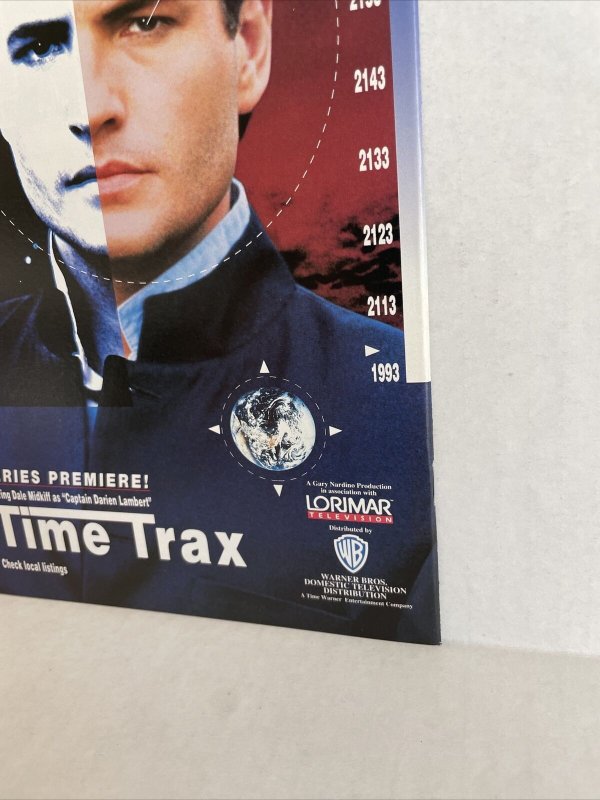 2143
2133
2123
2113
1993
RIES PREMIERE!
ring Dale Midkiff as "Captain Darien Lambert"
Time Trax
Check local listings
A Gary Nardino Production
in association with
LORIMAR
TELEVISION
Distributed by
WB
WARNER BROS.
DOMESTIC TELEVISION
DISTRIBUTION
A Time Warner Entertainment Company